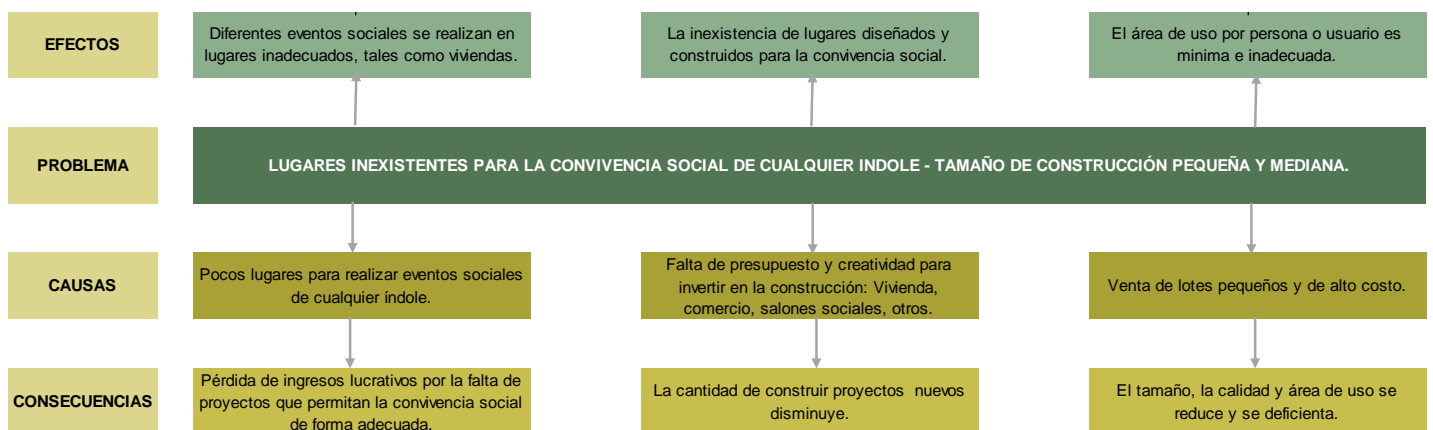 EFECTOS
Diferentes eventos sociales se realizan en
lugares inadecuados, tales como viviendas.
La inexistencia de lugares diseñados y
construidos para la convivencia social.
El área de uso por persona o usuario es
minima e inadecuada.
PROBLEMA
LUGARES INEXISTENTES PARA LA CONVIVENCIA SOCIAL DE CUALQUIER INDOLE - TAMAÑO DE CONSTRUCCIÓN PEQUEÑA Y MEDIANA.
CAUSAS
Pocos lugares para realizar eventos sociales
de cualquier índole.
Falta de presupuesto y creatividad para
invertir en la construcción: Vivienda,
comercio, salones sociales, otros.
Venta de lotes pequeños y de alto costo.
CONSECUENCIAS
Pérdida de ingresos lucrativos por la falta de
proyectos que permitan la convivencia social
de forma adecuada.
La cantidad de construir proyectos nuevos
disminuye.
El tamaño, la calidad y área de uso se
reduce y se deficienta.